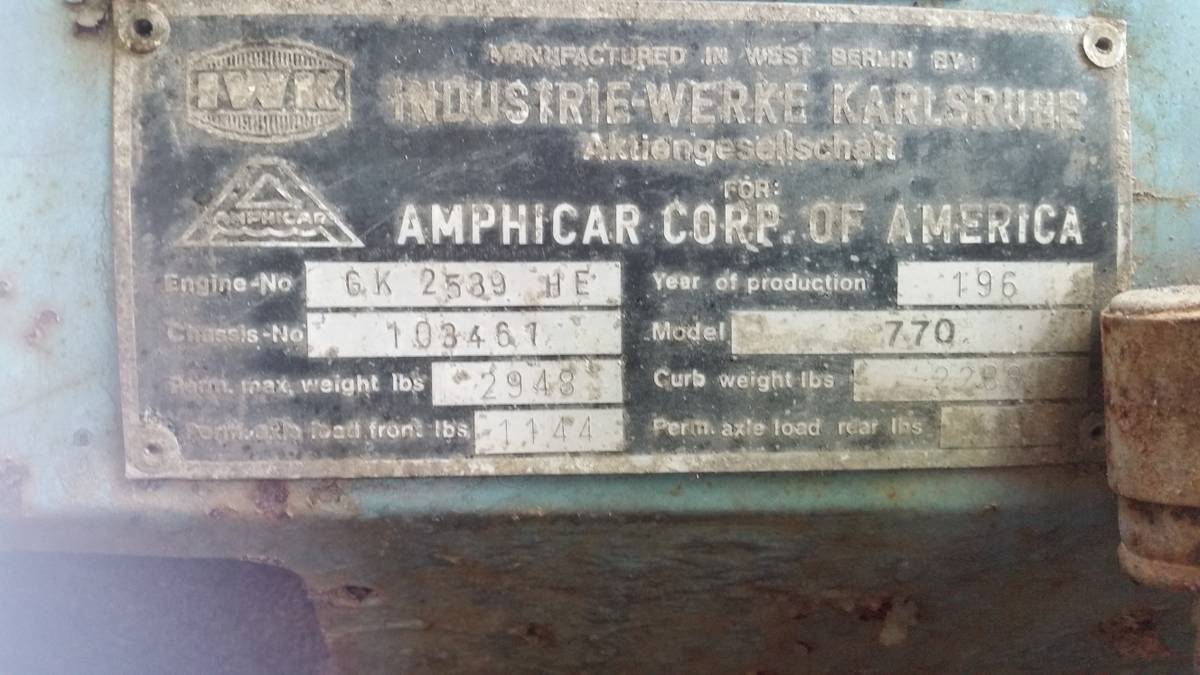 IWK
MANUFACTURED IN WEST BERLIN BY:
INDUSTRIE-WERKE KARLSRUHE
Aktiengesellschaft
FOR:
AMPHICAR
AMPHICAR CORP. OF AMERICA
Engine-No GK 2539 HE Year of production 196
Chassis-No 103461 Model 770
Perm. max. weight lbs 2948 Curb weight lbs
Perm. axle load front lbs 1144 Perm. axle load rear lbs